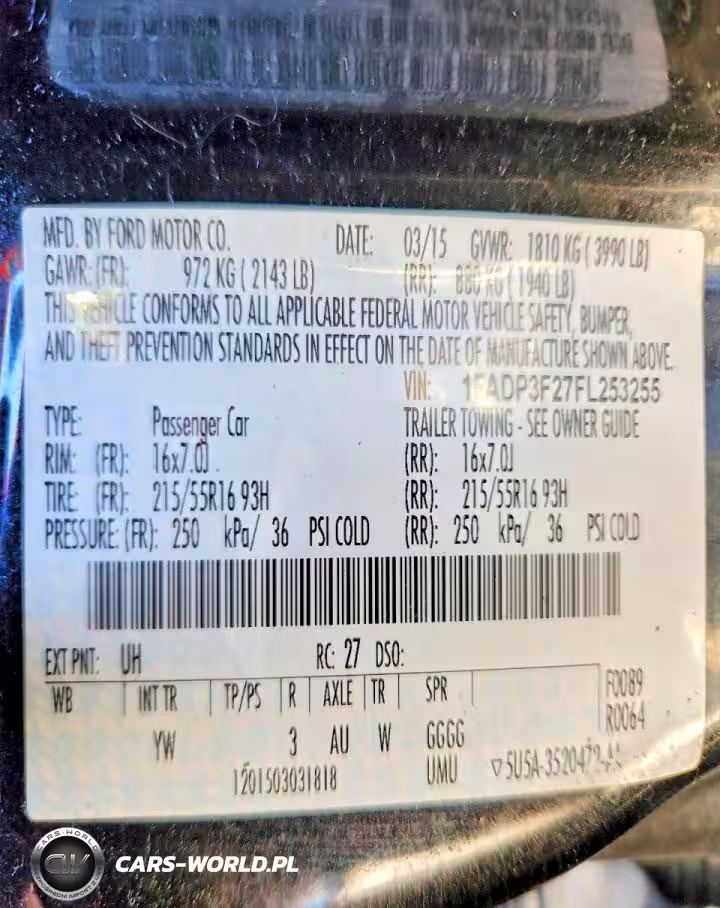 MFD. BY FORD MOTOR CO. DATE: 03/15 GVWR: 1810 KG ( 3990 LB)
GAWR: (FR): 972 KG ( 2143 LB) (RR): 880 KG ( 1940 LB)
THIS VEHICLE CONFORMS TO ALL APPLICABLE FEDERAL MOTOR VEHICLE SAFETY, BUMPER,
AND THEFT PREVENTION STANDARDS IN EFFECT ON THE DATE OF MANUFACTURE SHOWN ABOVE.
VIN: 1FADP3F27FL253255
TYPE: Passenger Car TRAILER TOWING - SEE OWNER GUIDE
RIM: (FR): 16x7.0J (RR): 16x7.0J
TIRE (FR): 215/55R16 93H (RR): 215/55R16 93H
PRESSURE: (FR): 250 kPa/ 36 PSI COLD (RR): 250 kPa/ 36 PSI COLD
EXT PNT: UH RC: 27 DSO:
WB INT TR TP/PS R AXLE TR SPR F0089
R0064
YW 3 AU W GGGG
1201503031818 UMU
CARS-WORLD
CW
CARS-WORLD.PL